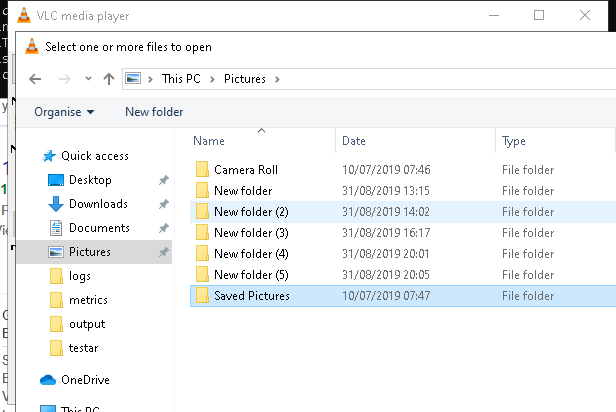 VLC media player
Select one or more files to open
This PC > Pictures >
Organise New folder
Name Date Type
Quick access
Desktop
Downloads
Documents
Pictures
logs
metrics
output
testar
OneDrive
This PC
Camera Roll 10/07/2019 07:46 File folder
New folder 31/08/2019 13:15 File folder
New folder (2) 31/08/2019 14:02 File folder
New folder (3) 31/08/2019 16:17 File folder
New folder (4) 31/08/2019 20:01 File folder
New folder (5) 31/08/2019 20:05 File folder
Saved Pictures 10/07/2019 07:47 File folder